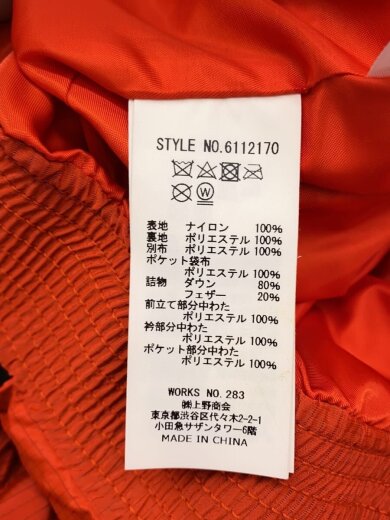 STYLE NO.6112170
W
表地 ナイロン 100%
裏地 ポリエステル 100%
別布 ポリエステル 100%
ポケット袋布
ポリエステル 100%
詰物 ダウン 80%
フェザー 20%
前立て部分中わた
ポリエステル 100%
衿部分中わた
ポリエステル 100%
ポケット部分中わた
ポリエステル 100%
WORKS NO. 283
㈱上野商会
東京都渋谷区代々木2-2-1
小田急サザンタワー6階
MADE IN CHINA